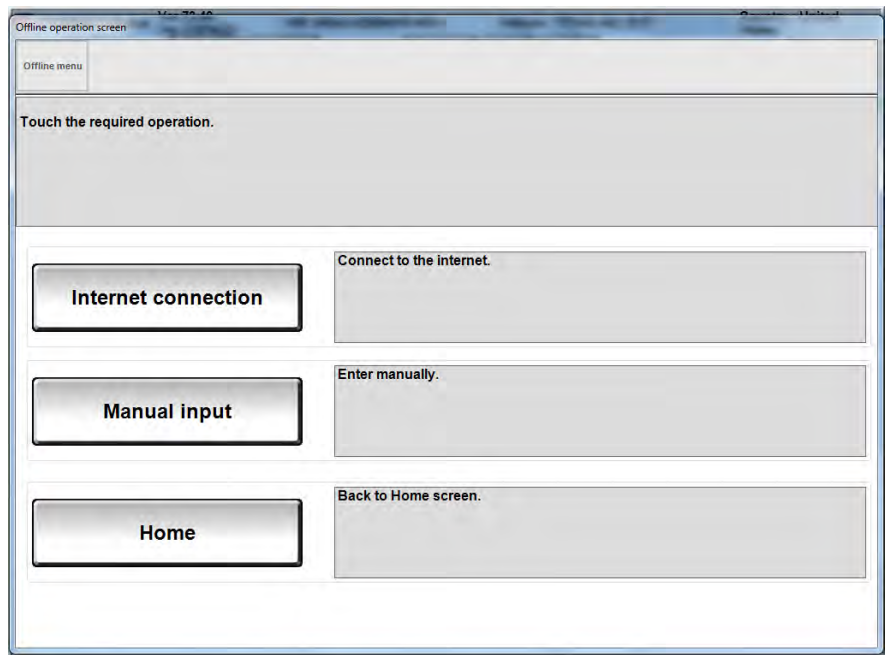 Offline operation screen
Offline menu
Touch the required operation.
Internet connection
Connect to the internet.
Manual input
Enter manually.
Home
Back to Home screen.